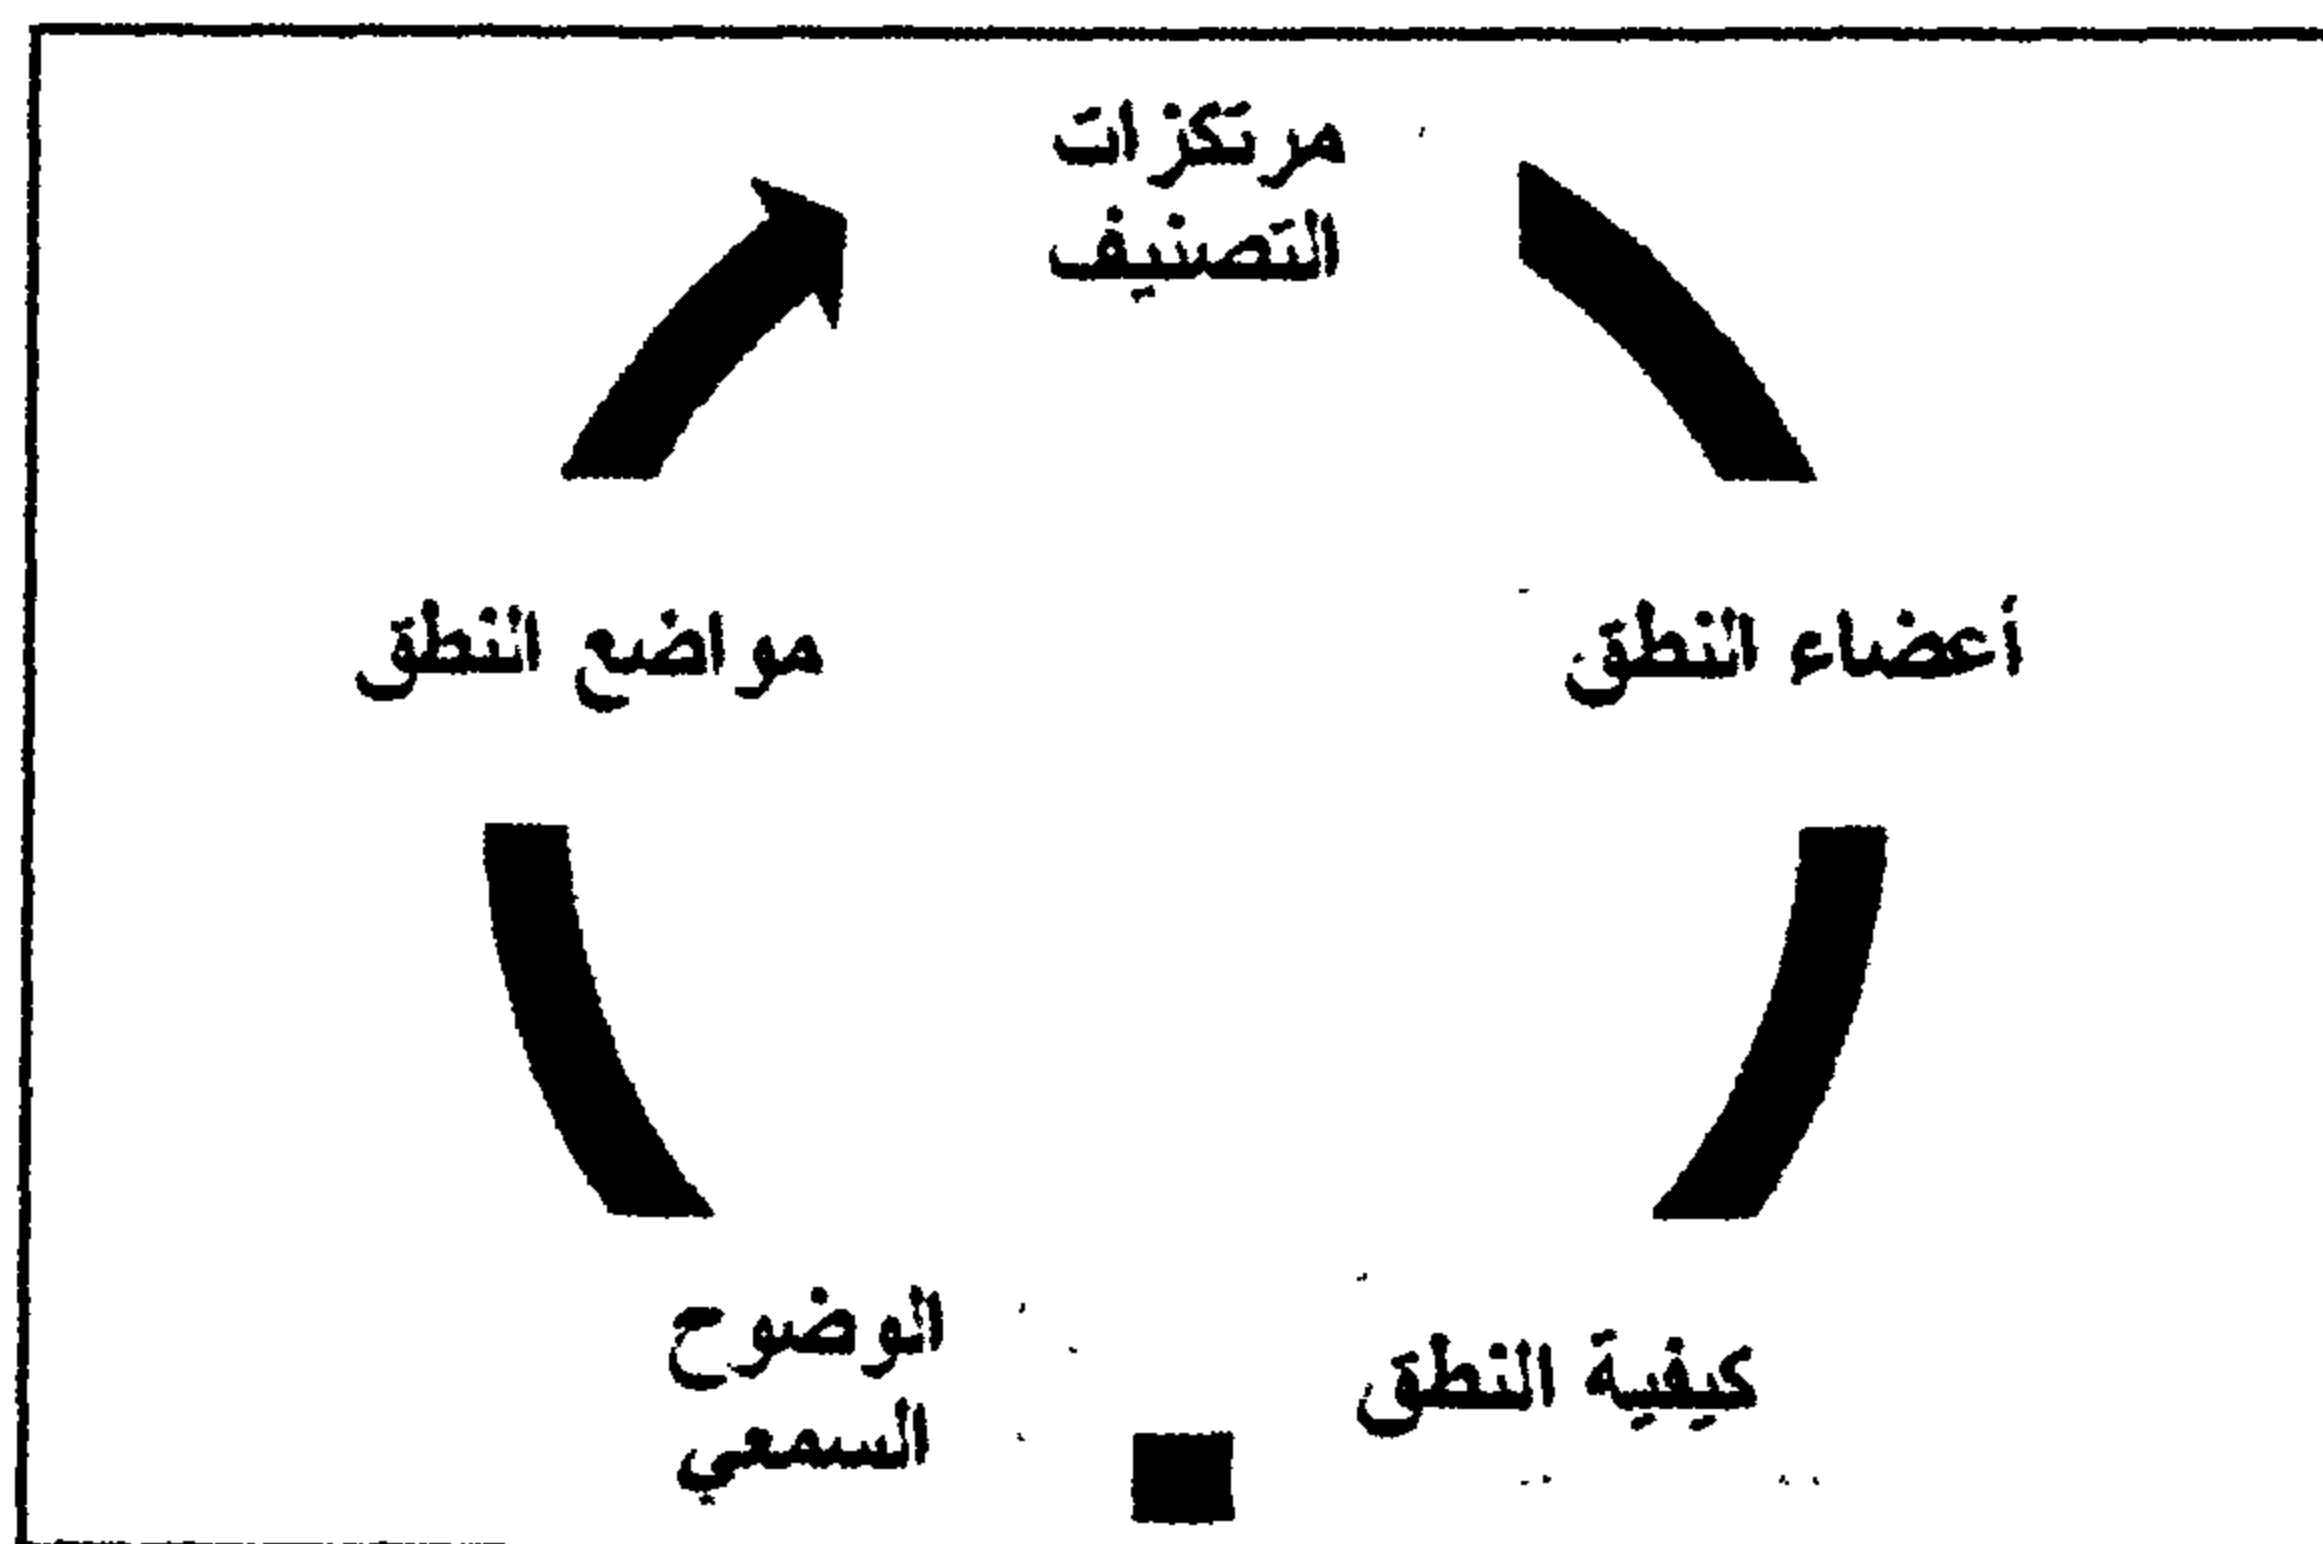 مرتكزات
التصنيف
أعضاء النطق
مواضع النطق
كيفية النطق
الوضوح
السمعي